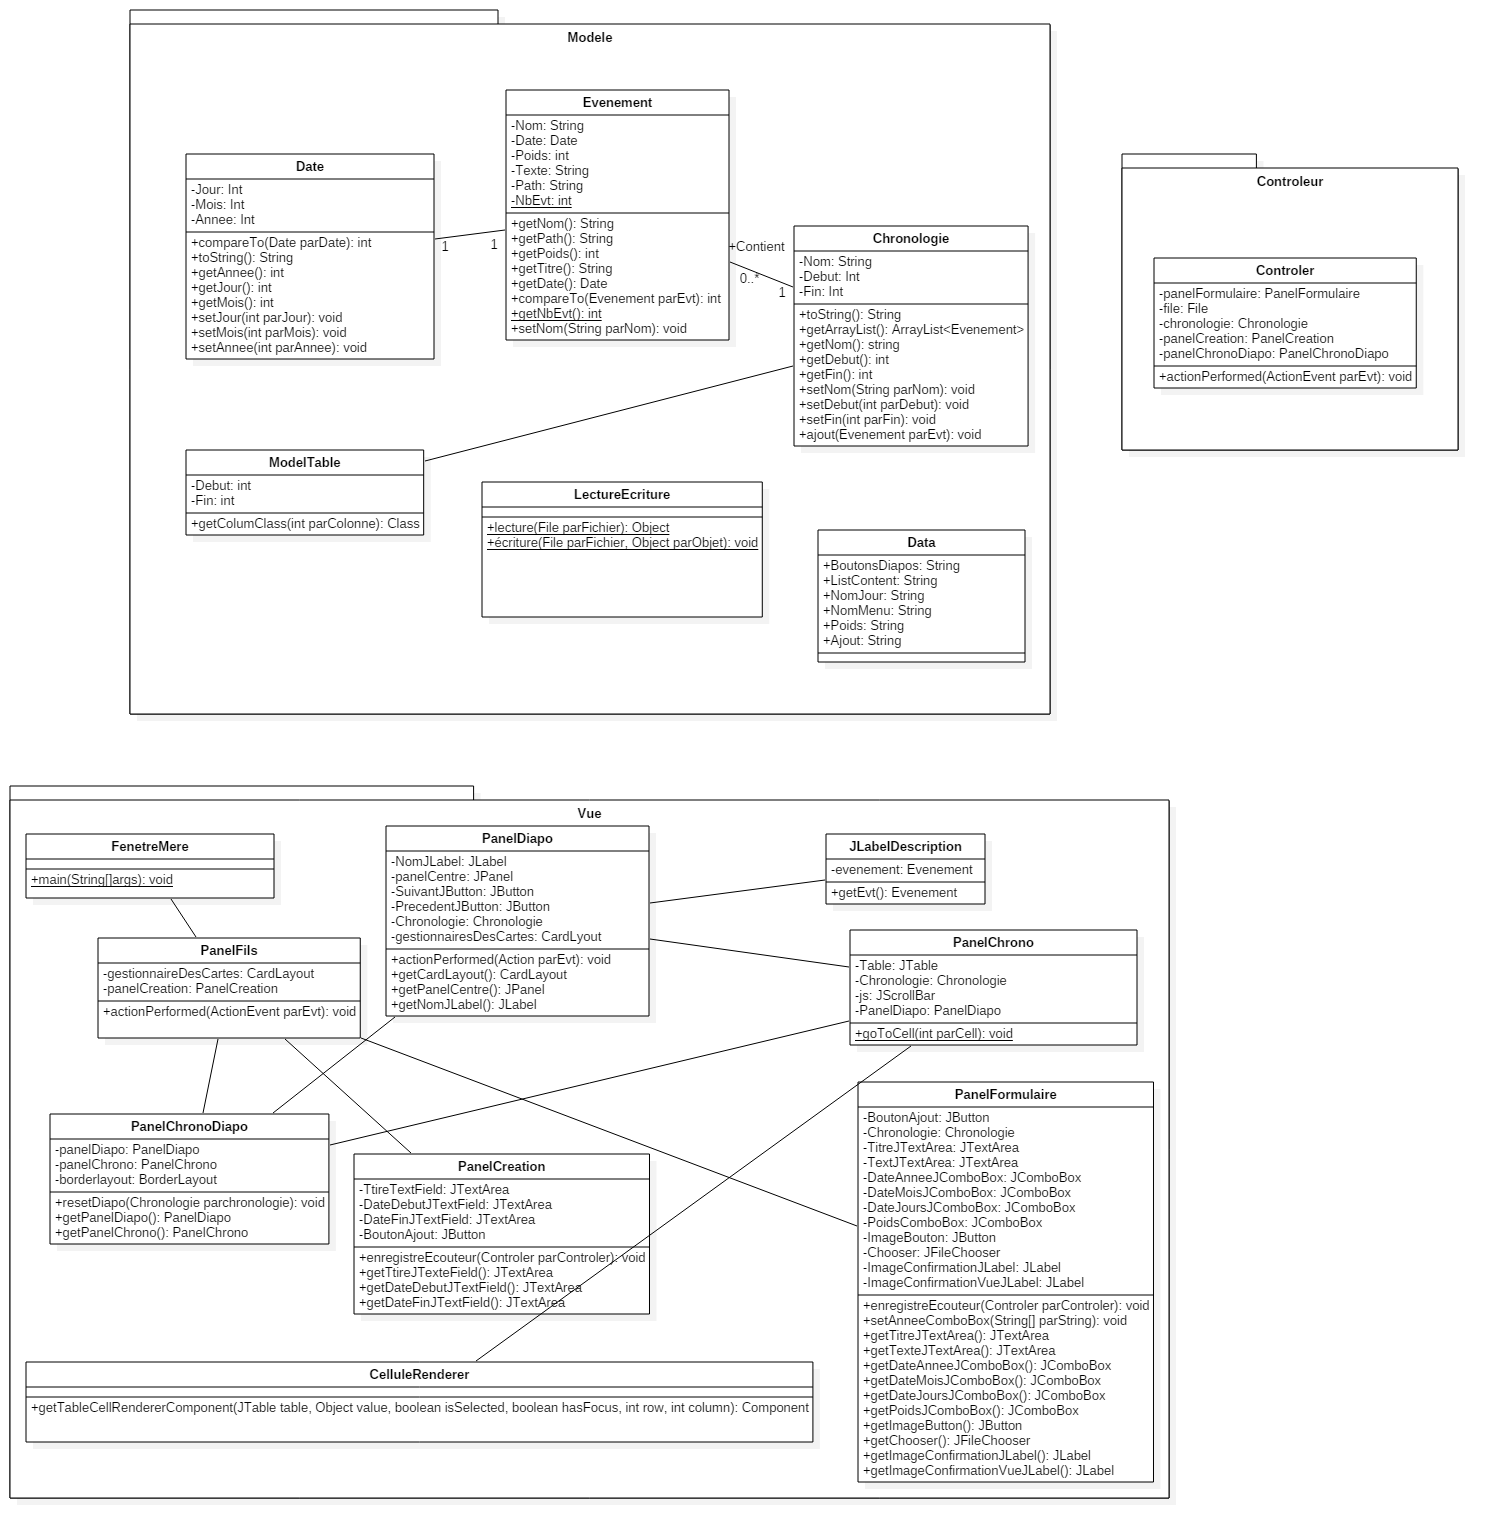 Modele
Evenement
-Nom: String
-Date: Date
-Poids: int
-Texte: String
-Path: String
-NbEvt: int
+getNom(): String
+getPath(): String
+getPoids(): int
+getTitre(): String
+getDate(): Date
+compareTo(Evenement parEvt): int
+getNbEvt(): int
+setNom(String parNom): void
Date
-Jour: Int
-Mois: Int
-Annee: Int
+compareTo(Date parDate): int
+toString(): String
+getAnnee(): int
+getJour(): int
+getMois(): int
+setJour(int parJour): void
+setMois(int parMois): void
+setAnnee(int parAnnee): void
1
1
+Contient
0..*
1
Chronologie
-Nom: String
-Debut: Int
-Fin: Int
+toString(): String
+getArrayList(): ArrayList<Evenement>
+getNom(): string
+getDebut(): int
+getFin(): int
+setNom(String parNom): void
+setDebut(int parDebut): void
+setFin(int parFin): void
+ajout(Evenement parEvt): void
ModelTable
-Debut: int
-Fin: int
+getColumClass(int parColonne): Class
LectureEcriture
+lecture(File parFichier): Object
+écriture(File parFichier, Object parObjet): void
Data
+BoutonsDiapos: String
+ListContent: String
+NomJour: String
+NomMenu: String
+Poids: String
+Ajout: String
Controleur
Controler
-panelFormulaire: PanelFormulaire
-file: File
-chronologie: Chronologie
-panelCreation: PanelCreation
-panelChronoDiapo: PanelChronoDiapo
+actionPerformed(ActionEvent parEvt): void
Vue
FenetreMere
+main(String[]args): void
PanelDiapo
-NomJLabel: JLabel
-panelCentre: JPanel
-SuivantJButton: JButton
-PrecedentJButton: JButton
-Chronologie: Chronologie
-gestionnairesDesCartes: CardLyout
+actionPerformed(Action parEvt): void
+getCardLayout(): CardLayout
+getPanelCentre(): JPanel
+getNomJLabel(): JLabel
JLabelDescription
-evenement: Evenement
+getEvt(): Evenement
PanelFils
-gestionnaireDesCartes: CardLayout
-panelCreation: PanelCreation
+actionPerformed(ActionEvent parEvt): void
PanelChrono
-Table: JTable
-Chronologie: Chronologie
-js: JScrollBar
-PanelDiapo: PanelDiapo
+goToCell(int parCell): void
PanelChronoDiapo
-panelDiapo: PanelDiapo
-panelChrono: PanelChrono
-borderlayout: BorderLayout
+resetDiapo(Chronologie parchronologie): void
+getPanelDiapo(): PanelDiapo
+getPanelChrono(): PanelChrono
PanelCreation
-TtireTextField: JTextArea
-DateDebutJTextField: JTextArea
-DateFinJTextField: JTextArea
-BoutonAjout: JButton
+enregistreEcouteur(Controler parControler): void
+getTtireJTexteField(): JTextArea
+getDateDebutJTextField(): JTextArea
+getDateFinJTextField(): JTextArea
PanelFormulaire
-BoutonAjout: JButton
-Chronologie: Chronologie
-TitreJTextArea: JTextArea
-TextJTextArea: JTextArea
-DateAnneeJComboBox: JComboBox
-DateMoisJComboBox: JComboBox
-DateJoursJComboBox: JComboBox
-PoidsComboBox: JComboBox
-ImageBouton: JButton
-Chooser: JFileChooser
-ImageConfirmationJLabel: JLabel
-ImageConfirmationVueJLabel: JLabel
+enregistreEcouteur(Controler parControler): void
+setAnneeComboBox(String[] parString): void
+getTitreJTextArea(): JTextArea
+getTexteJTextArea(): JTextArea
+getDateAnneeJComboBox(): JComboBox
+getDateMoisJComboBox(): JComboBox
+getDateJoursJComboBox(): JComboBox
+getPoidsJComboBox(): JComboBox
+getImageButton(): JButton
+getChooser(): JFileChooser
+getImageConfirmationJLabel(): JLabel
+getImageConfirmationVueJLabel(): JLabel
CelluleRenderer
+getTableCellRendererComponent(JTable table, Object value, boolean isSelected, boolean hasFocus, int row, int column): Component